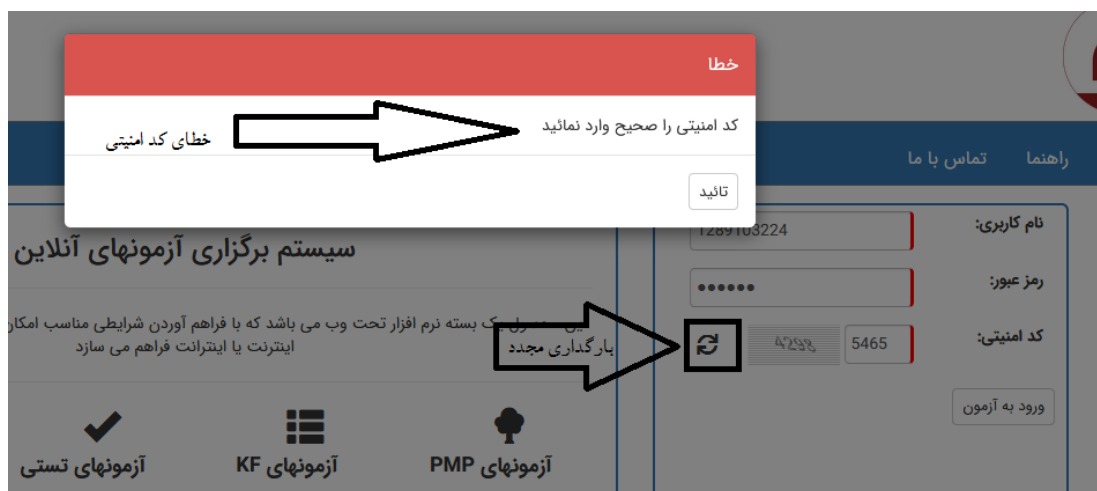 خطا
کد امنیتی را صحیح وارد نمائید
خطای کد امنیتی
تائید
راهنما
تماس با ما
نام کاربری:
1289103224
رمز عبور:
کد امنیتی:
5465
بارگذاری مجدد
ورود به آزمون
سیستم برگزاری آزمونهای آنلاین
یک بسته نرم افزار تحت وب می باشد که با فراهم آوردن شرایطی مناسب
اینترنت یا اینترانت فراهم می سازد
آزمونهای PMP
آزمونهای KF
آزمونهای تستی